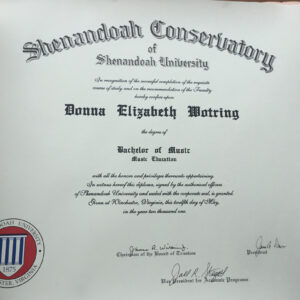 Shenandoah Conservatory
of
Shenandoah University
In recognition of the successful completion of the requisite
course of study and on the recommendation of the Faculty
hereby confers upon
Donna Elizabeth Wotring
the degree of
Bachelor of Music
Music Education
with all the honors and privileges thereunto appertaining.
In witness hereof this diploma, signed by the authorized officers
of Shenandoah University and sealed with the corporate seal, is granted.
Given at Winchester, Virginia, this twelfth day of May,
in the year two thousand one.
Chairman of the Board of Trustees
President
Vice President for Academic Programs
UNIVERSITY
1875
VIRGINIA